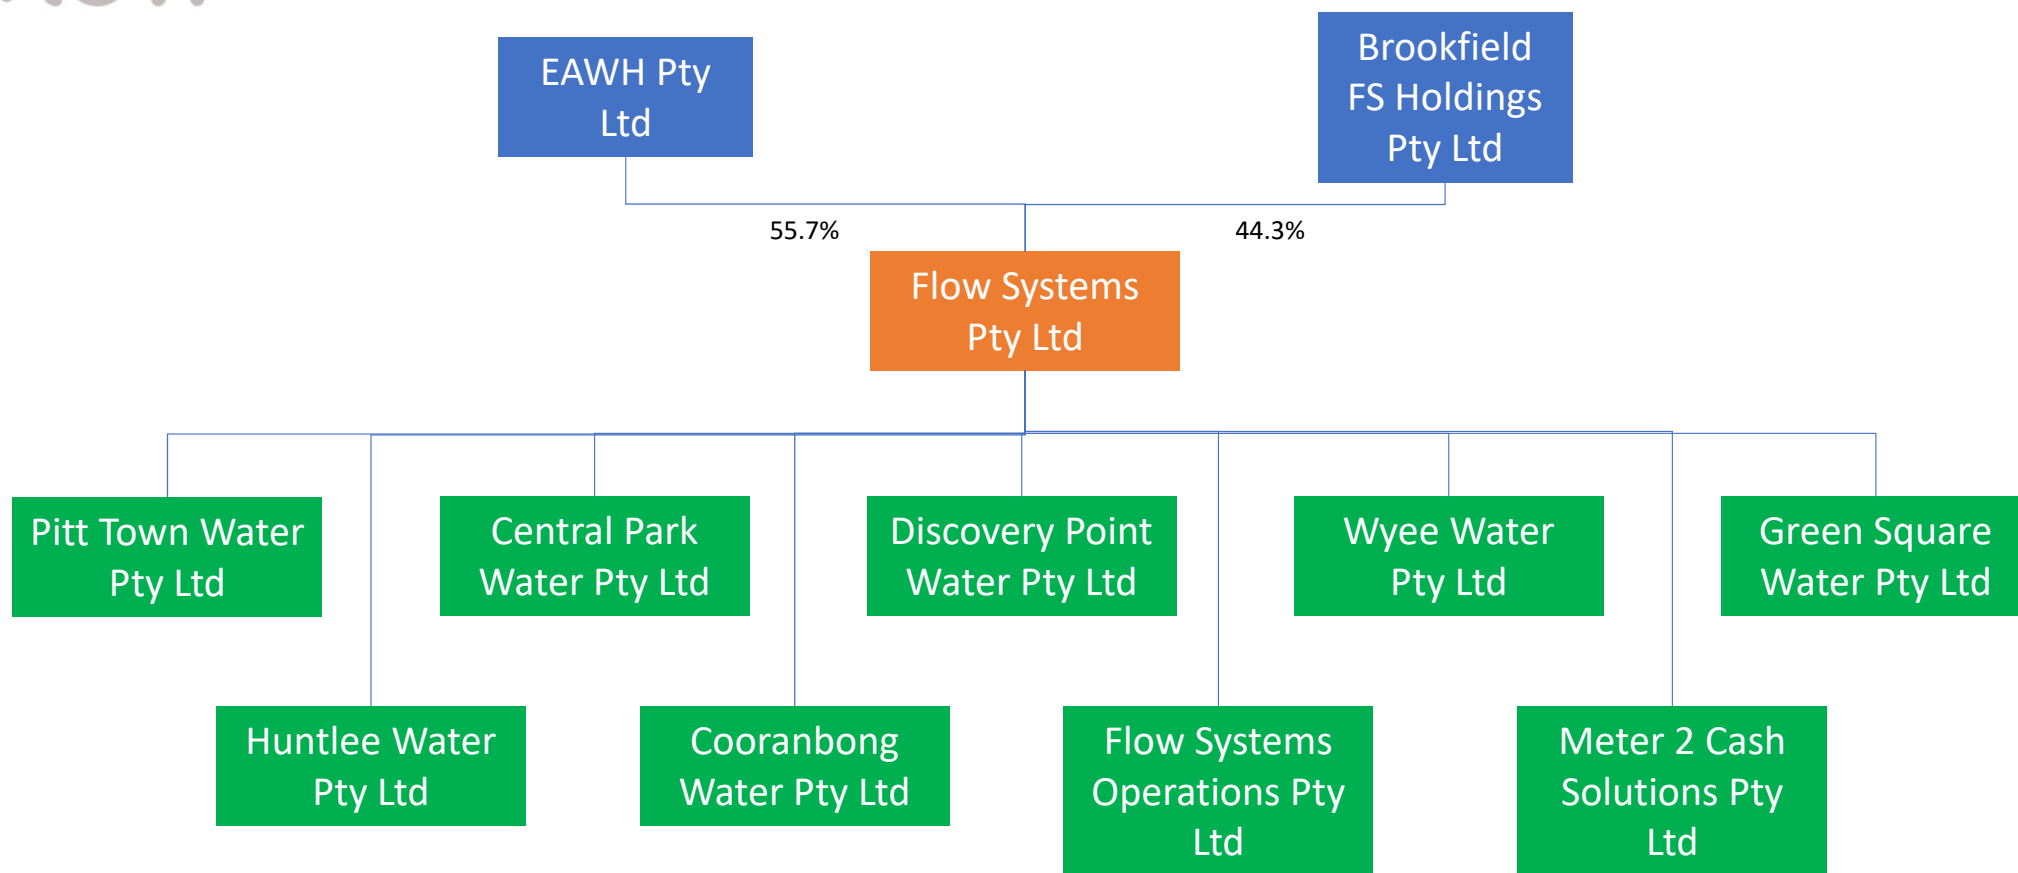 EAWH Pty
Ltd
Brookfield
FS Holdings
Pty Ltd
55.7%
44.3%
Flow Systems
Pty Ltd
Pitt Town Water
Pty Ltd
Central Park
Water Pty Ltd
Discovery Point
Water Pty Ltd
Wyee Water
Pty Ltd
Green Square
Water Pty Ltd
Huntlee Water
Pty Ltd
Cooranbong
Water Pty Ltd
Flow Systems
Operations Pty
Ltd
Meter 2 Cash
Solutions Pty
Ltd